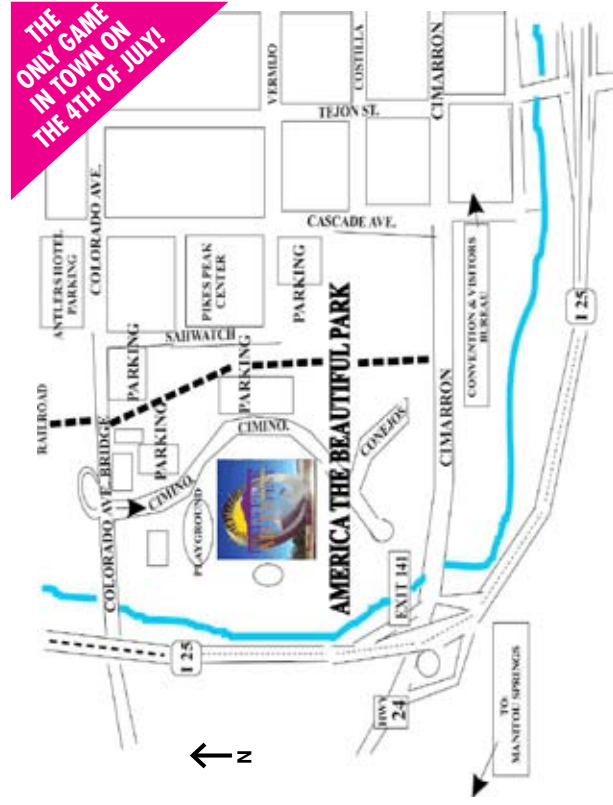 THE
ONLY GAME
IN TOWN ON
THE 4TH OF JULY!
RAILROAD
ANTLERS HOTEL
PARKING
COLORADO AVE.
COLORADO AVE. BRIDGE
VERMIJO
COSTILLA
CIMARRON
TEJON ST.
CASCADE AVE.
PIKES PEAK
CENTER
PARKING
SAHWATCH
PARKING
PARKING
PARKING
CIMINO.
CIMINO.
PLAYGROUND
CONEJOS
AMERICA THE BEAUTIFUL PARK
CIMARRON
CONVENTION & VISITORS
BUREAU
I 25
I 25
EXIT 141
HWY
24
TO:
MANITOU SPRINGS
N